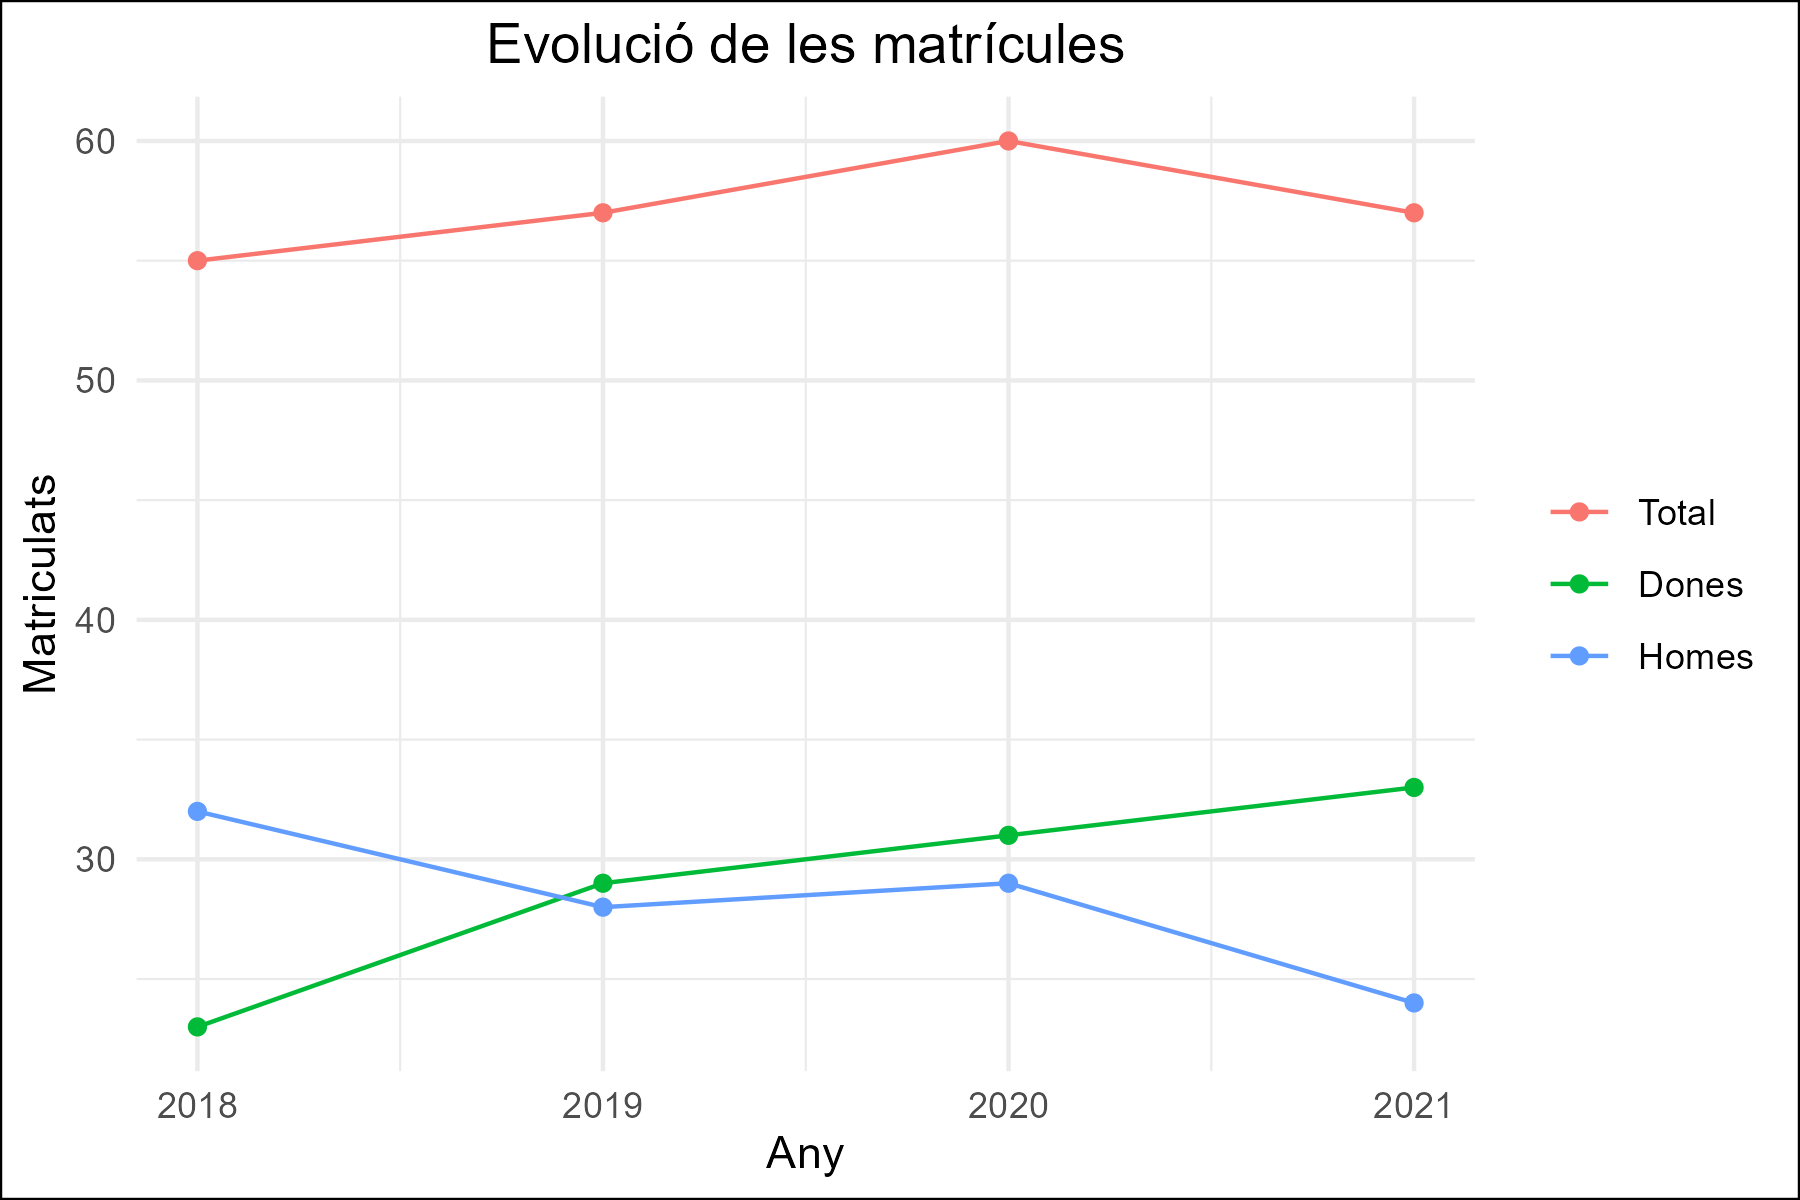 Evolució de les matrícules
60
50
40
30
Matriculats
2018 2019 2020 2021
Any
Total
Dones
Homes